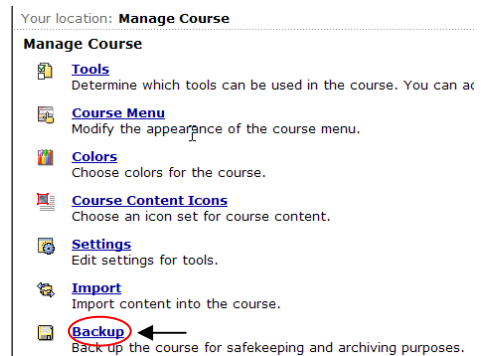 Your location: Manage Course
Manage Course
Tools
Determine which tools can be used in the course. You can
Course Menu
Modify the appearance of the course menu.
Colors
Choose colors for the course.
Course Content Icons
Choose an icon set for course content.
Settings
Edit settings for tools.
Import
Import content into the course.
Backup
Back up the course for safekeeping and archiving purposes.